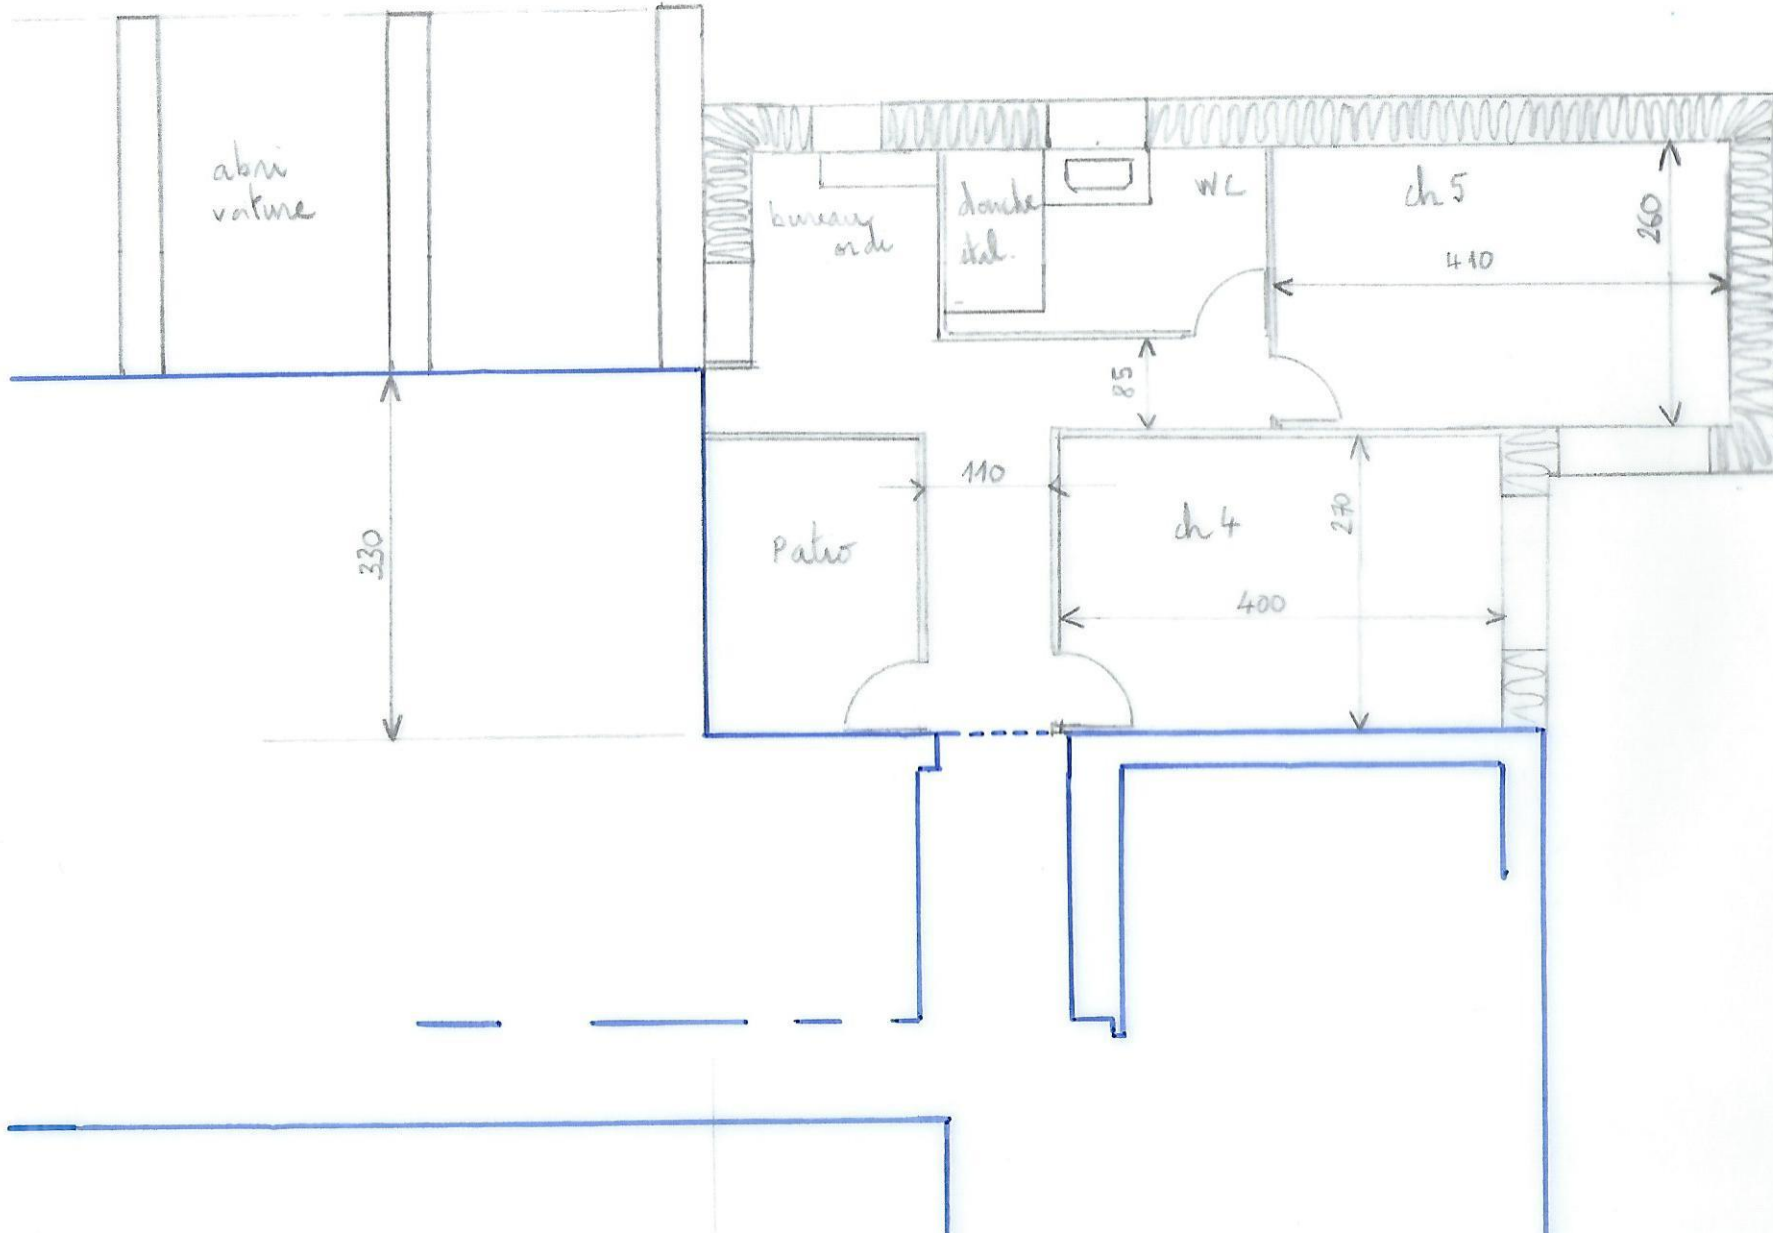 abri
voiture
bureau
ordi
douche
ital.
WC
ch 5
260
410
85
110
330
Patio
ch 4
270
400